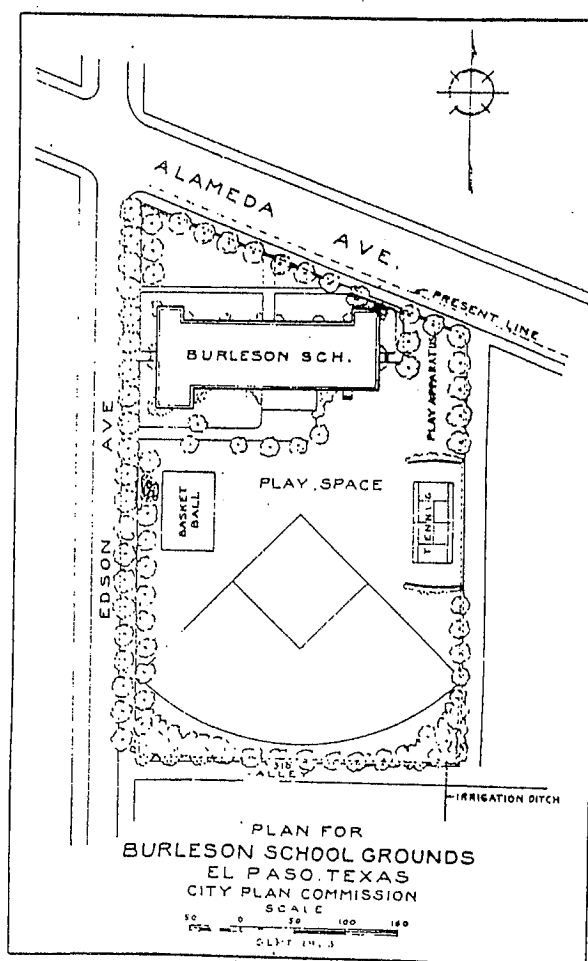 ALAMEDA AVE.
PRESENT LINE
BURLESON SCH.
PLAY APPARATUS
EDSON AVE
PLAY SPACE
BASKET
BALL
TENNIS
ALLEY
IRRIGATION DITCH
PLAN FOR
BURLESON SCHOOL GROUNDS
EL PASO, TEXAS
CITY PLAN COMMISSION
SCALE
50 0 50 100